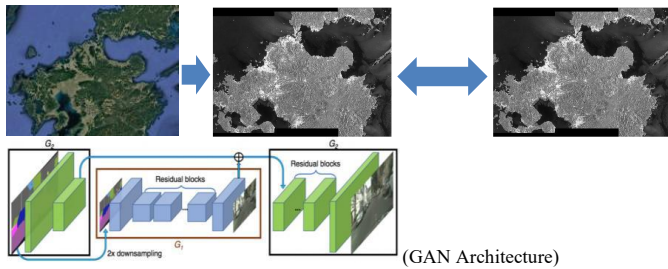 G₂
G₂
Residual blocks
Residual blocks
...
...
G₁
2x downsampling
(GAN Architecture)